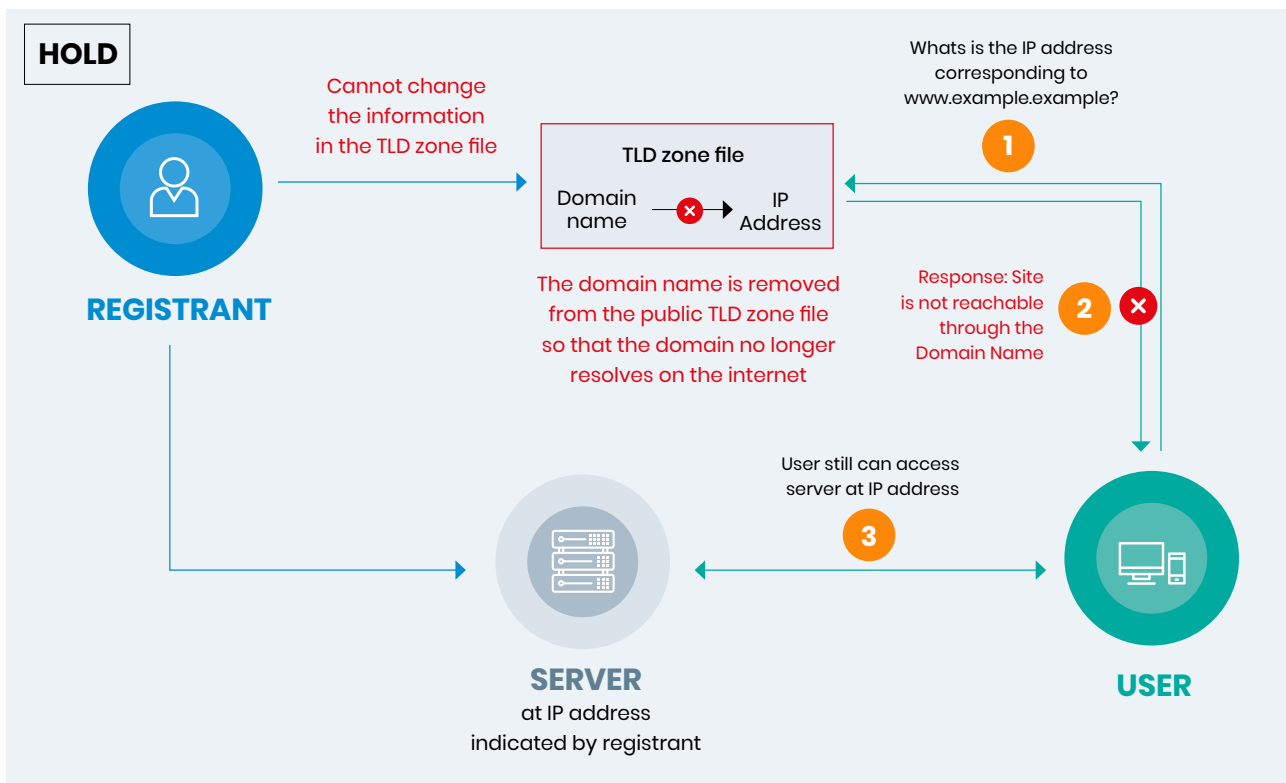 HOLD
Cannot change
the information
in the TLD zone file
REGISTRANT
TLD zone file
Domain
name
IP
Address
The domain name is removed
from the public TLD zone file
so that the domain no longer
resolves on the internet
Whats is the IP address
corresponding to
www.example.example?
1
Response: Site
is not reachable
through the
Domain Name
2
User still can access
server at IP address
3
SERVER
at IP address
indicated by registrant
USER